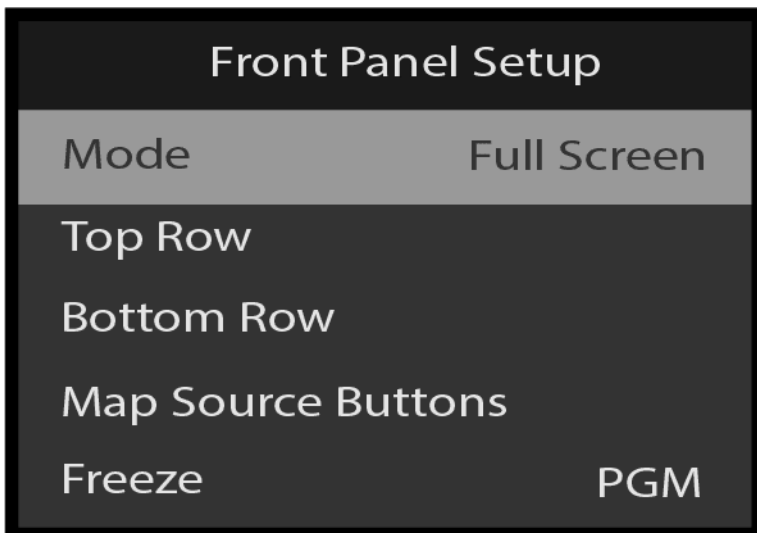 Front Panel Setup
Mode Full Screen
Top Row
Bottom Row
Map Source Buttons
Freeze PGM